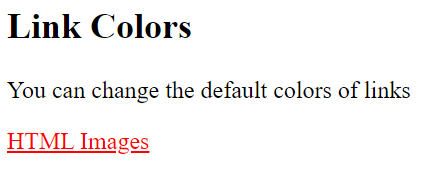 Link Colors
You can change the default colors of links
HTML Images